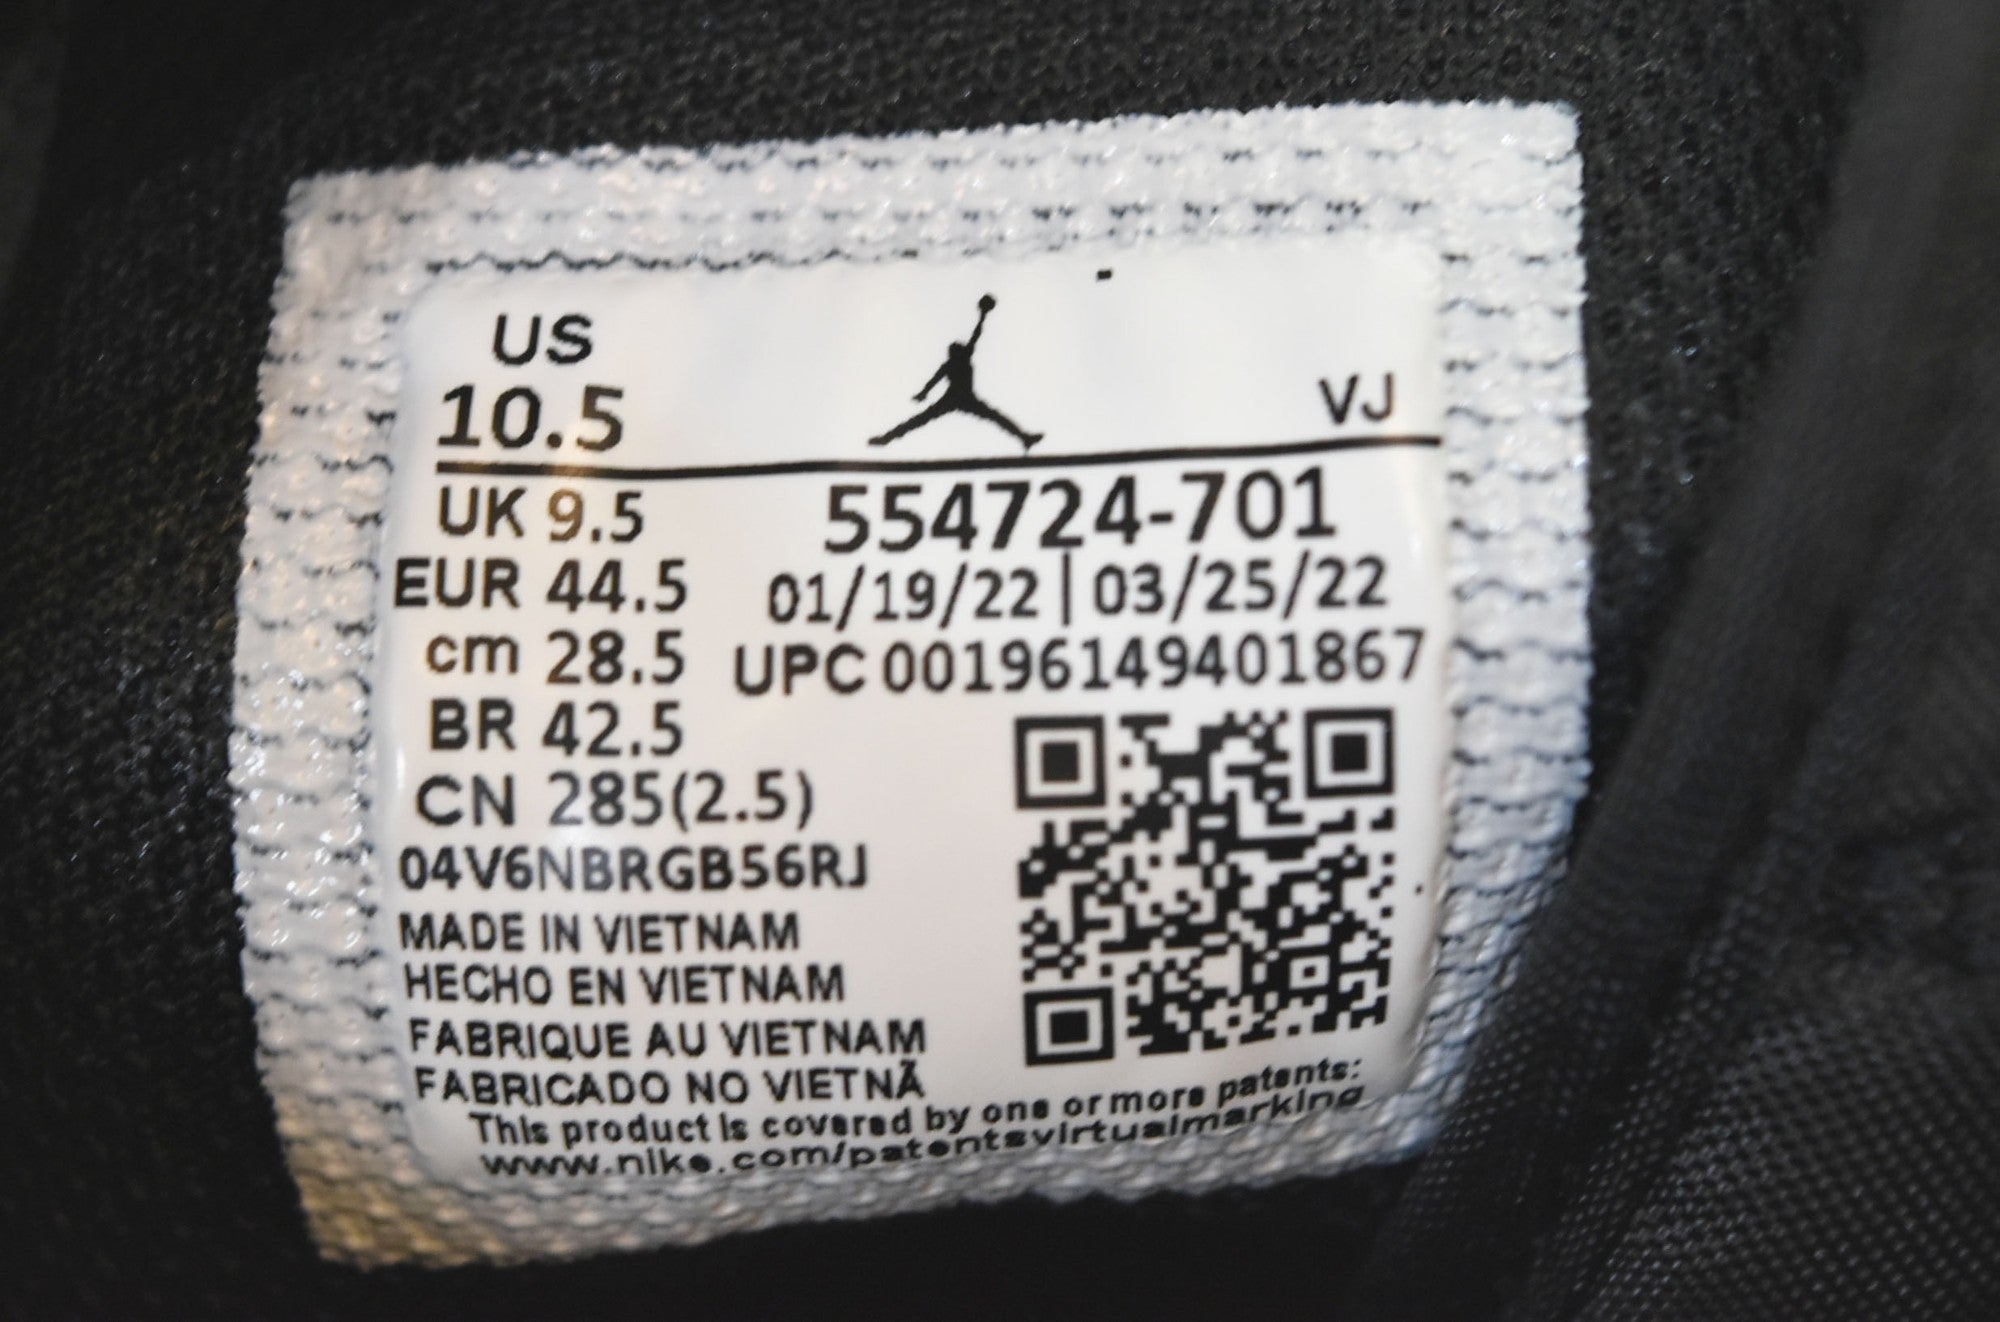 US
10.5
VJ
UK 9.5
554724-701
EUR 44.5
01/19/22 | 03/25/22
cm 28.5
UPC 00196149401867
BR 42.5
CN 285(2.5)
04V6NBRGB56RJ
MADE IN VIETNAM
HECHO EN VIETNAM
FABRIQUE AU VIETNAM
FABRICADO NO VIETNÃ
This product is covered by one or more patents:
www.nike.com/patentsvirtualmarking